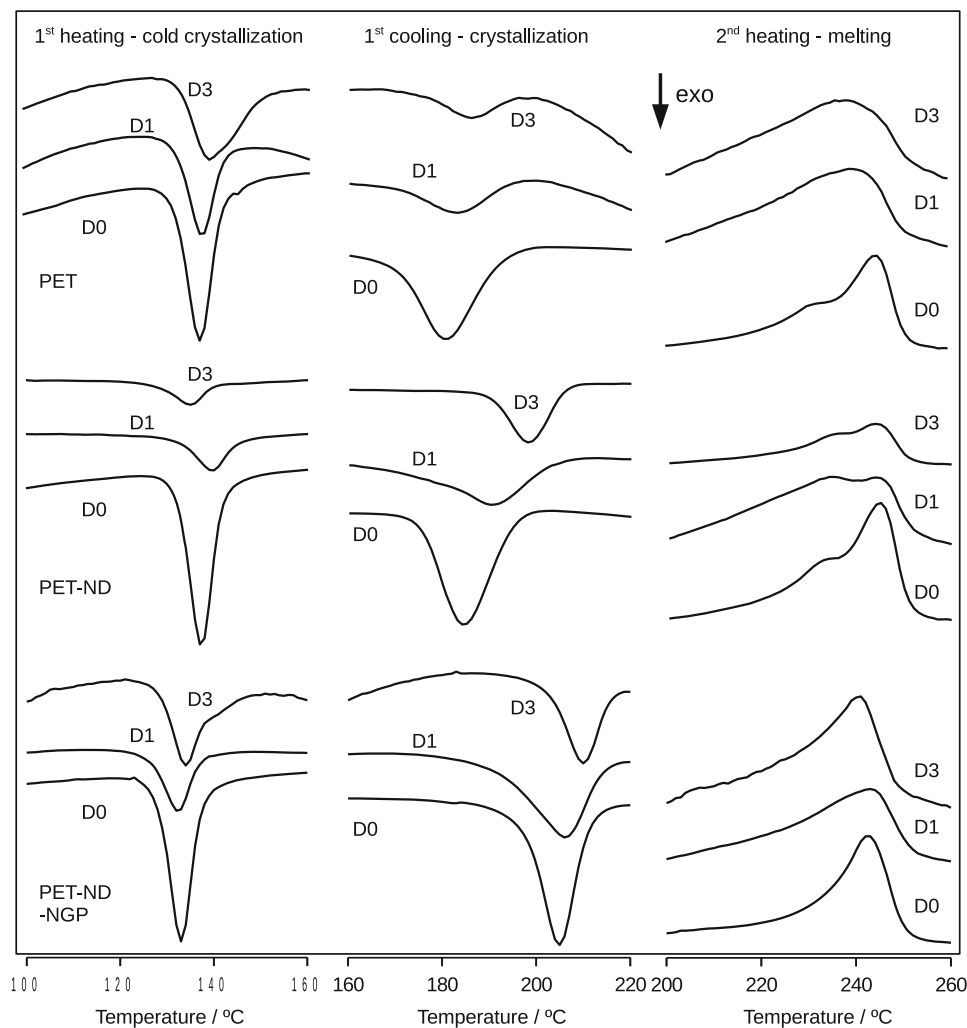 1st heating - cold crystallization
1st cooling - crystallization
2nd heating - melting
D3
D1
D0
PET
D3
D1
D0
exo
D3
D1
D0
D3
D1
D0
PET-ND
D3
D1
D0
D3
D1
D0
D3
D1
D0
PET-ND
-NGP
D3
D1
D0
D3
D1
D0
100 120 140 160
160 180 200 220
200 220 240 260
Temperature / ºC
Temperature / ºC
Temperature / ºC